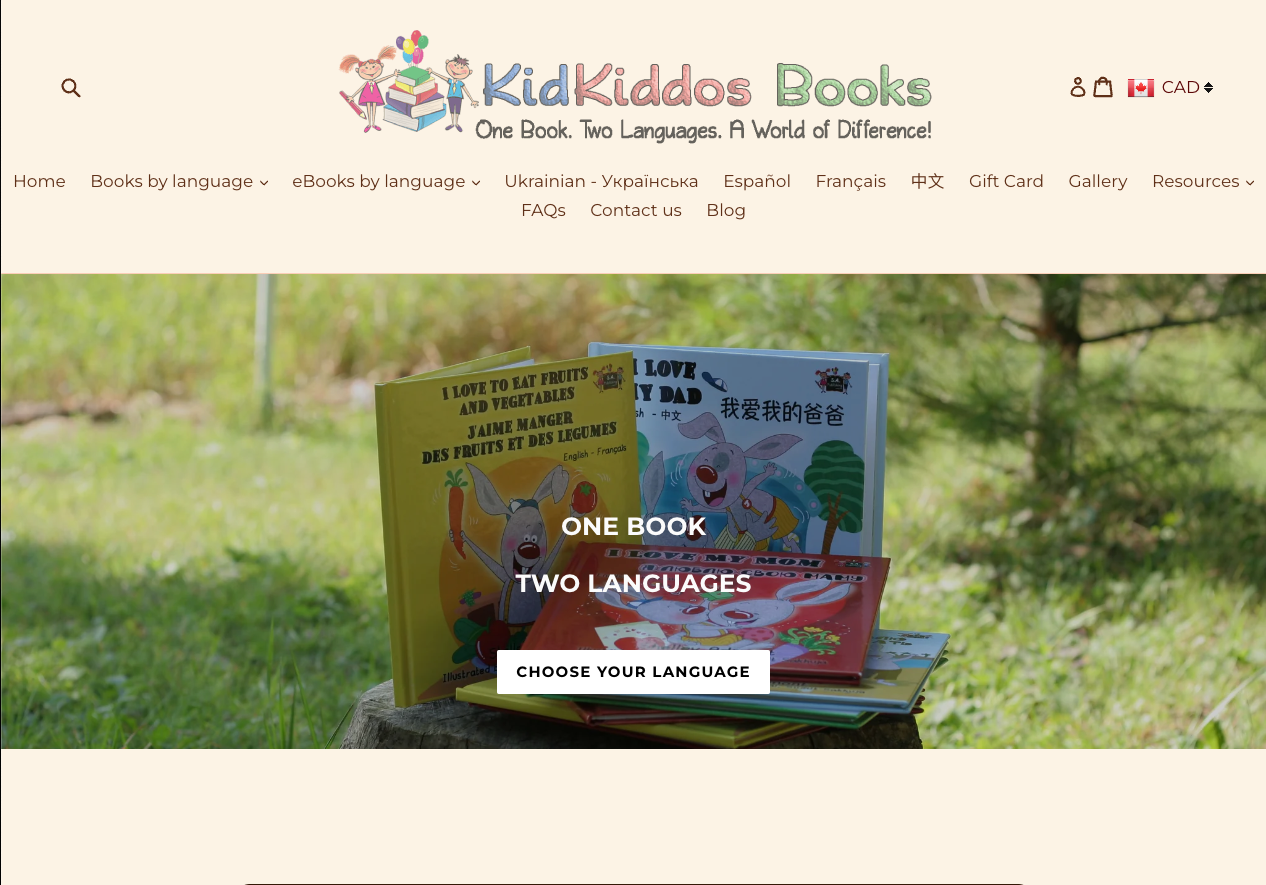 KidKiddos Books
One Book. Two Languages. A World of Difference!
CAD
Home Books by language eBooks by language Ukrainian - Українська Español Français 中文 Gift Card Gallery Resources
FAQs Contact us Blog
I LOVE TO EAT FRUITS
AND VEGETABLES
J'AIME MANGER
DES FRUITS ET DES LEGUMES
English - Français
I LOVE
MY DAD
- 中文
我爱我的爸爸
ONE BOOK
I LOVE MY MOM
TWO LANGUAGES
Illustrated
CHOOSE YOUR LANGUAGE